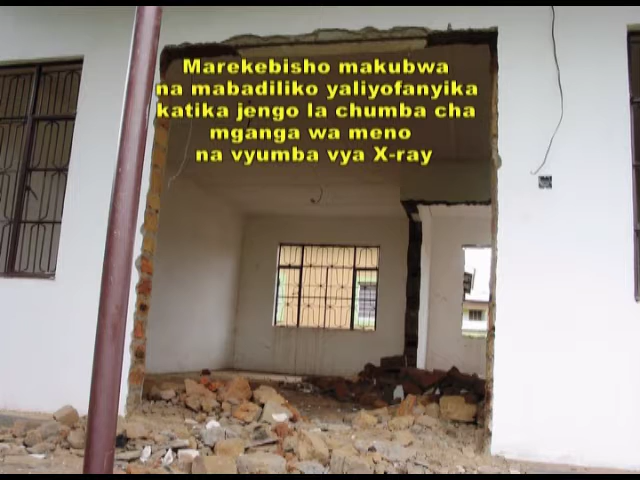 Marekebisho makubwa
na mabadiliko yaliyofanyika
katika jengo la chumba cha
mganga wa meno
na vyumba vya X-ray